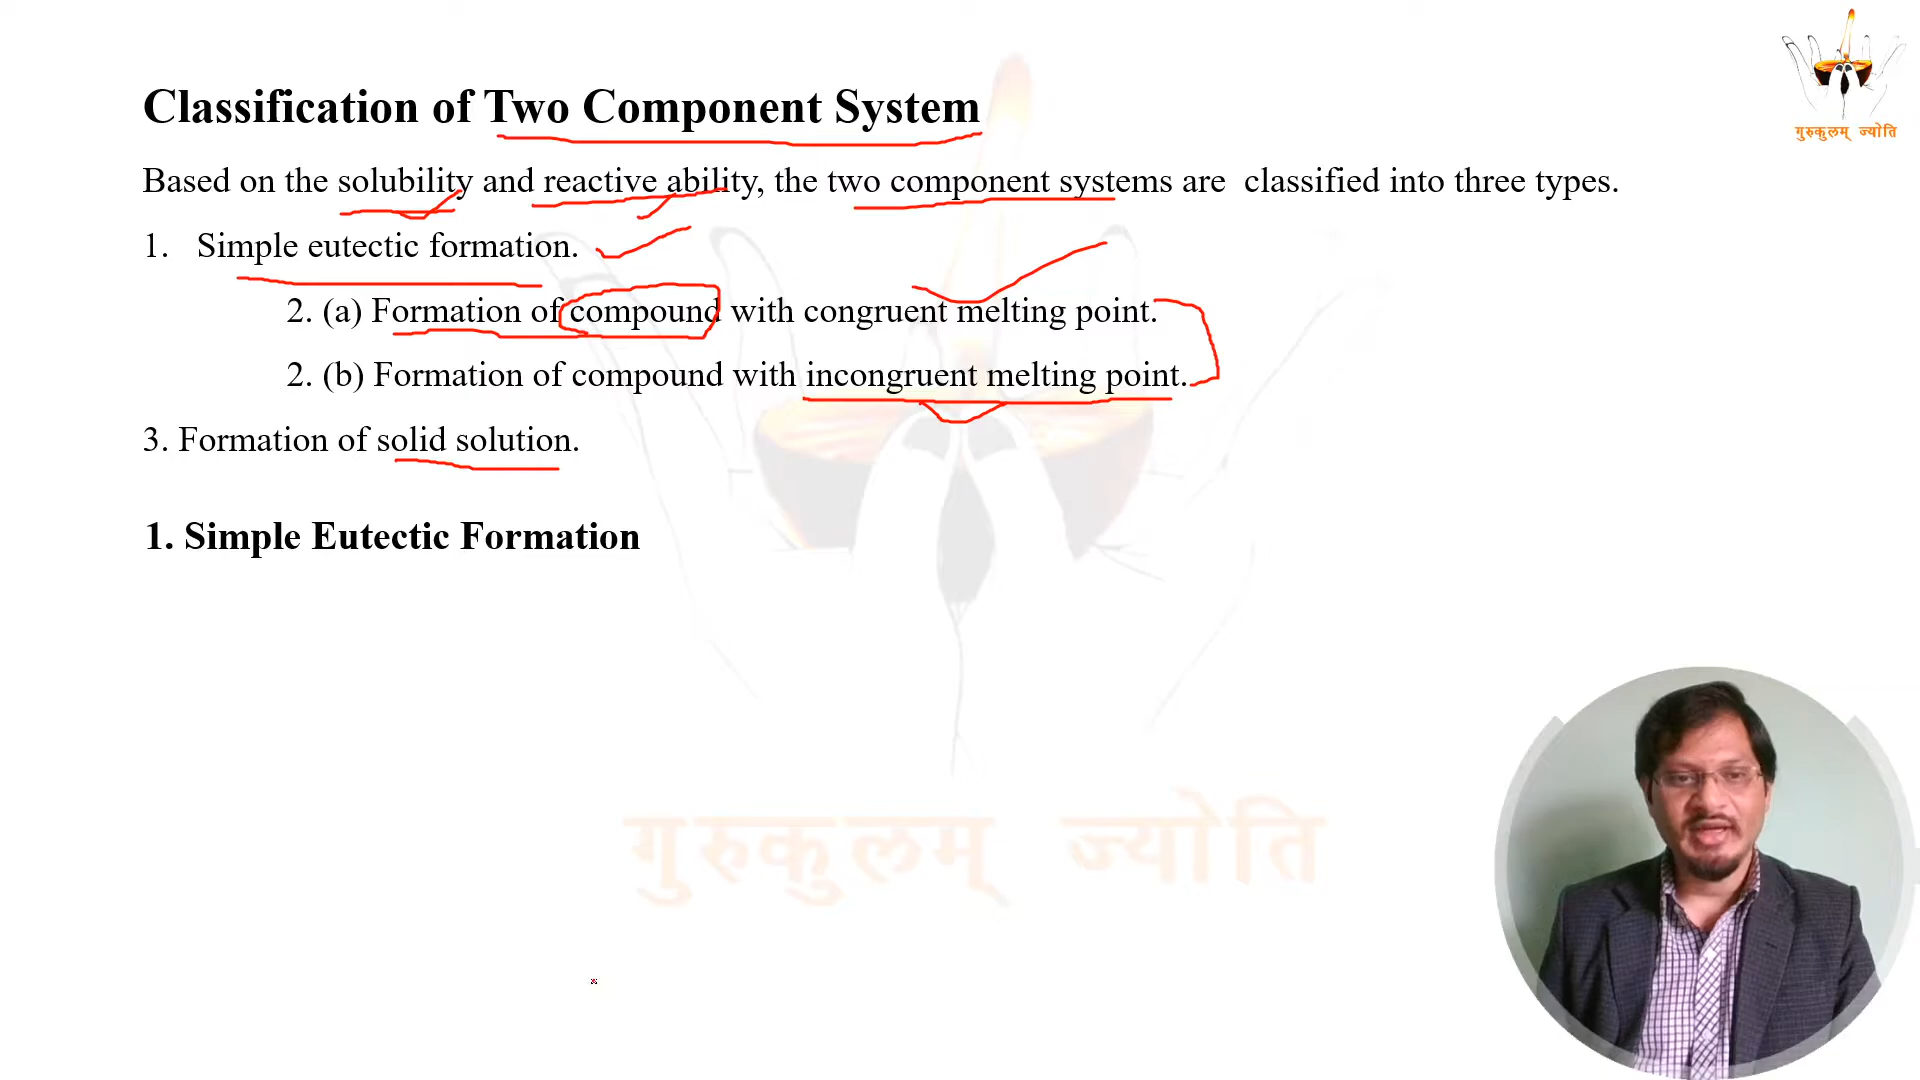 गुरुकुलम् ज्योति
Classification of Two Component System
Based on the solubility and reactive ability, the two component systems are classified into three types.
1. Simple eutectic formation.
2. (a) Formation of compound with congruent melting point.
2. (b) Formation of compound with incongruent melting point.
3. Formation of solid solution.
1. Simple Eutectic Formation
गुरुकुलम् ज्योति